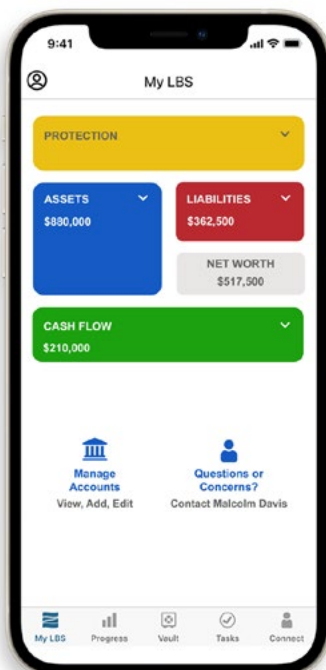 9:41
My LBS
PROTECTION
ASSETS
$880,000
LIABILITIES
$362,500
NET WORTH
$517,500
CASH FLOW
$210,000
Manage
Accounts
View, Add, Edit
Questions or
Concerns?
Contact Malcolm Davis
My LBS
Progress
Vault
Tasks
Connect